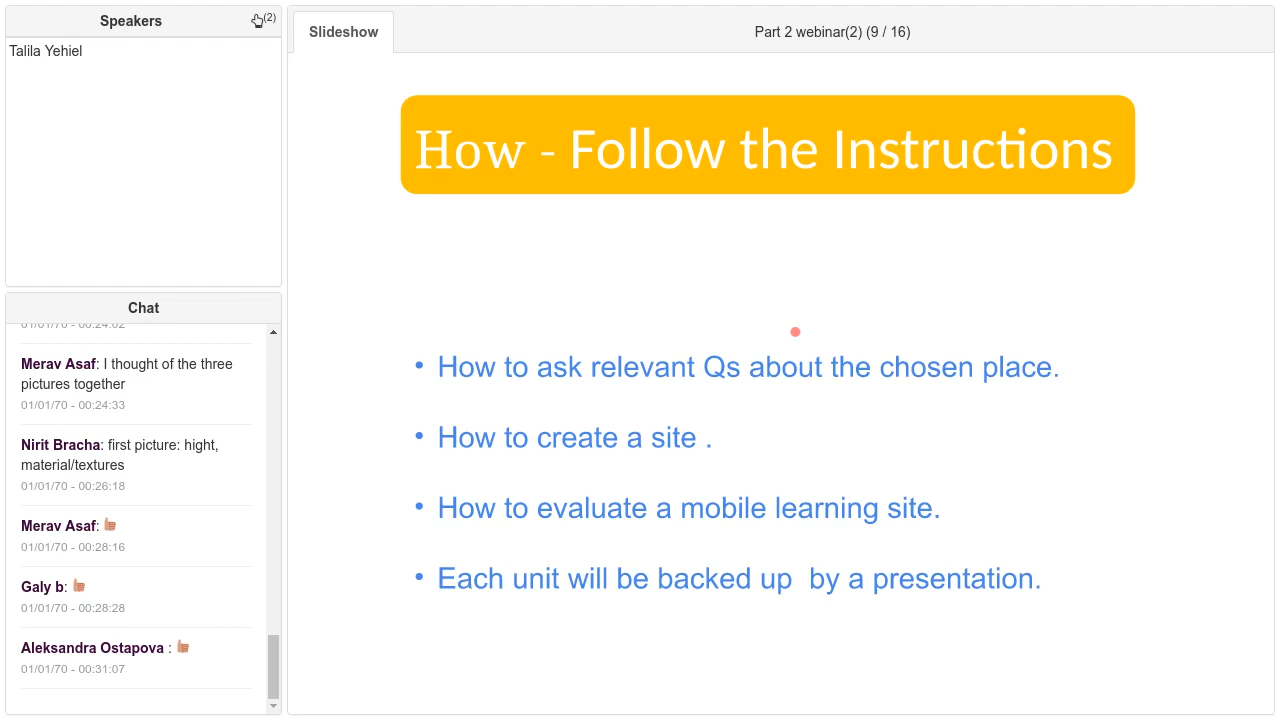 Speakers
(2)
Talila Yehiel
Chat
01/01/70 - 00:24:02
Merav Asaf: I thought of the three
pictures together
01/01/70 - 00:24:33
Nirit Bracha: first picture: hight,
material/textures
01/01/70 - 00:26:18
Merav Asaf:
01/01/70 - 00:28:16
Galy b:
01/01/70 - 00:28:28
Aleksandra Ostapova :
01/01/70 - 00:31:07
Slideshow
Part 2 webinar(2) (9 / 16)
How - Follow the Instructions
• How to ask relevant Qs about the chosen place.
• How to create a site .
• How to evaluate a mobile learning site.
• Each unit will be backed up  by a presentation.